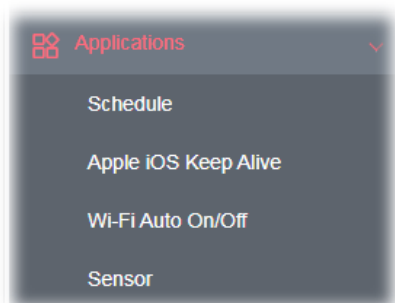 Applications
Schedule
Apple iOS Keep Alive
Wi-Fi Auto On/Off
Sensor